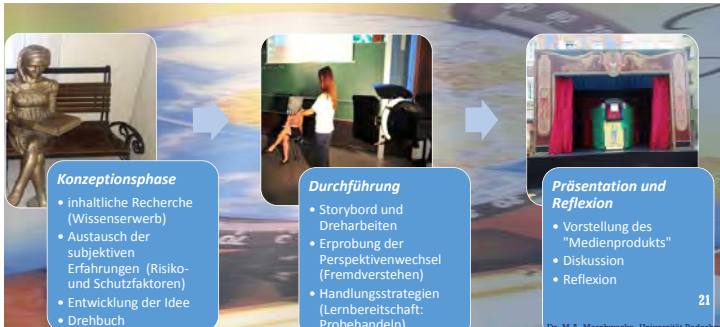 Konzeptionsphase
• inhaltliche Recherche
(Wissenserwerb)
• Austausch der
subjektiven
Erfahrungen (Risiko-
und Schutzfaktoren)
• Entwicklung der Idee
• Drehbuch
Durchführung
• Storybord und
Dreharbeiten
• Erprobung der
Perspektivenwechsel
(Fremdverstehen)
• Handlungsstrategien
(Lernbereitschaft:
Probehandeln)
Präsentation und
Reflexion
• Vorstellung des
"Medienprodukts"
• Diskussion
• Reflexion
21